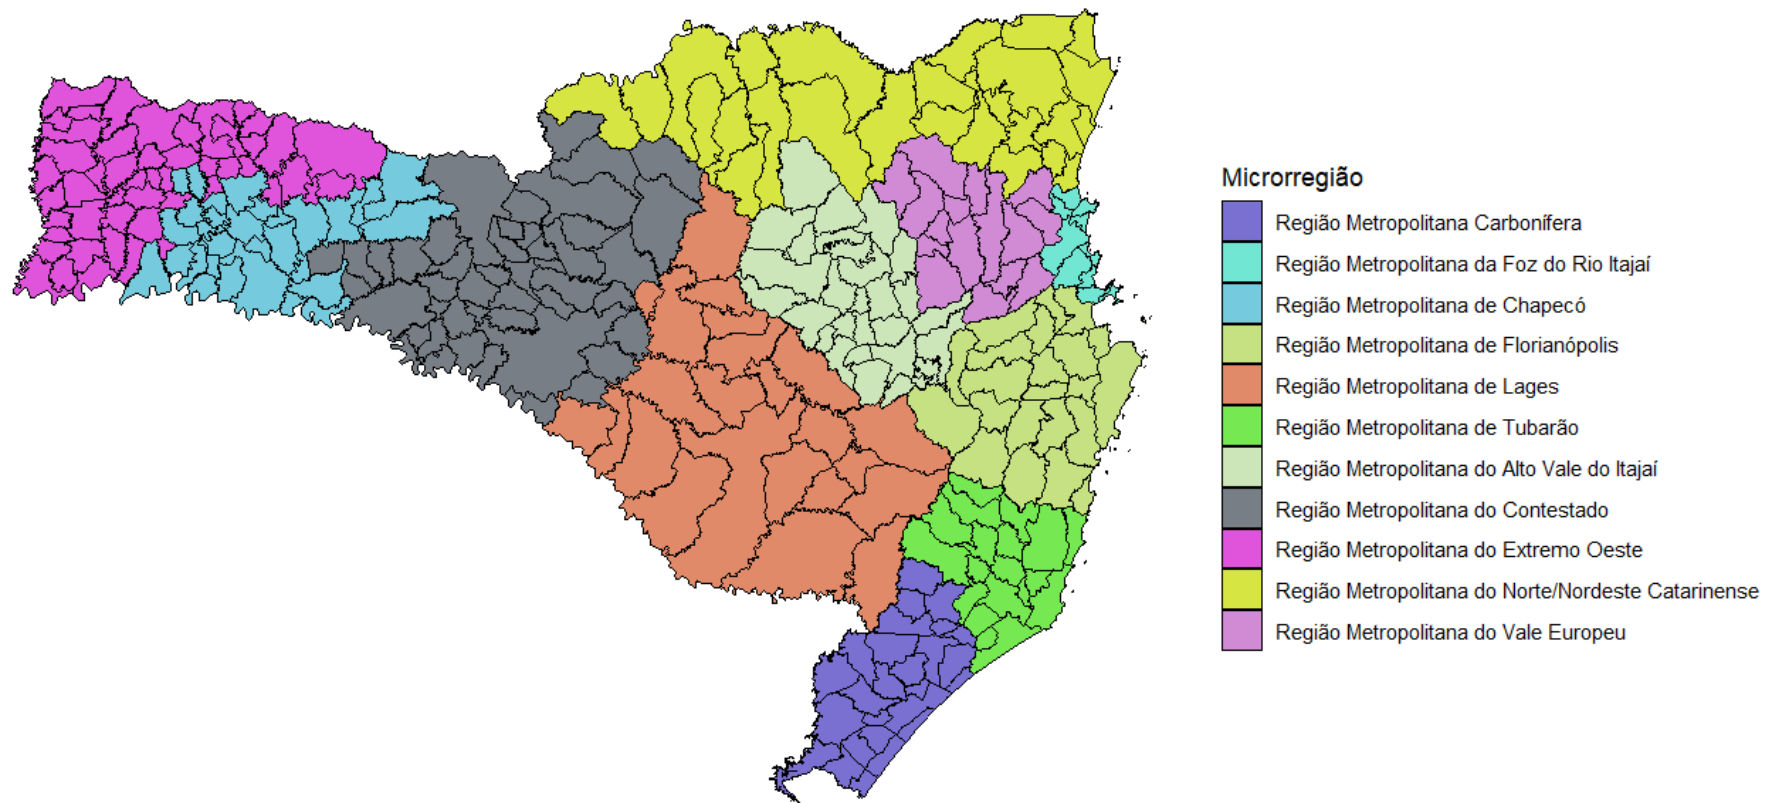 Microrregião
Região Metropolitana Carbonífera
Região Metropolitana da Foz do Rio Itajaí
Região Metropolitana de Chapecó
Região Metropolitana de Florianópolis
Região Metropolitana de Lages
Região Metropolitana de Tubarão
Região Metropolitana do Alto Vale do Itajaí
Região Metropolitana do Contestado
Região Metropolitana do Extremo Oeste
Região Metropolitana do Norte/Nordeste Catarinense
Região Metropolitana do Vale Europeu